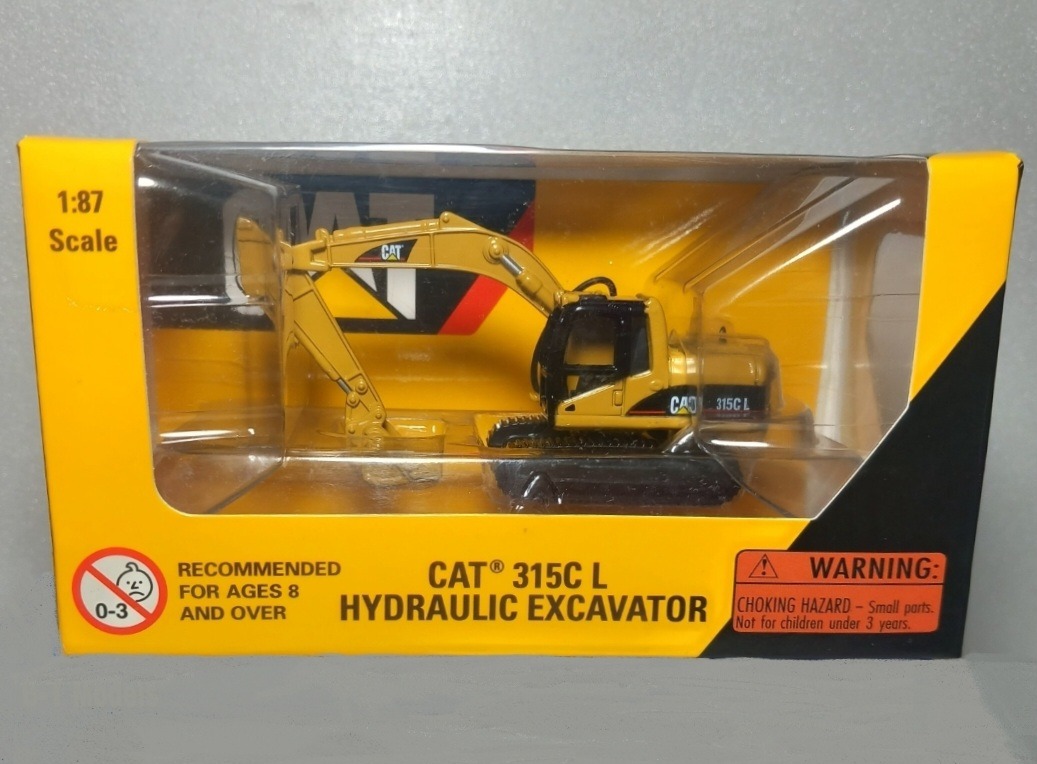 1:87
Scale
CAT
CAT
CAT 315C L
0-3
RECOMMENDED
FOR AGES 8
AND OVER
CAT® 315C L
HYDRAULIC EXCAVATOR
WARNING:
CHOKING HAZARD – Small parts.
Not for children under 3 years.